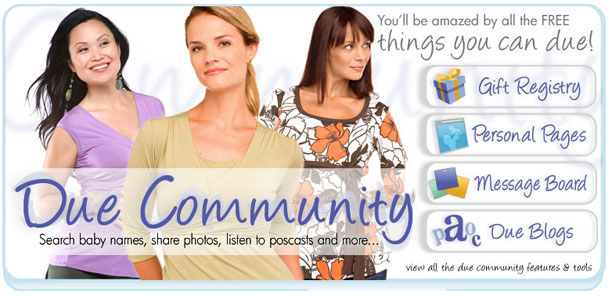 You'll be amazed by all the FREE
things you can due!
Gift Registry
Personal Pages
Message Board
paoc Due Blogs
Due Community
Search baby names, share photos, listen to poscasts and more...
view all the due community features & tools